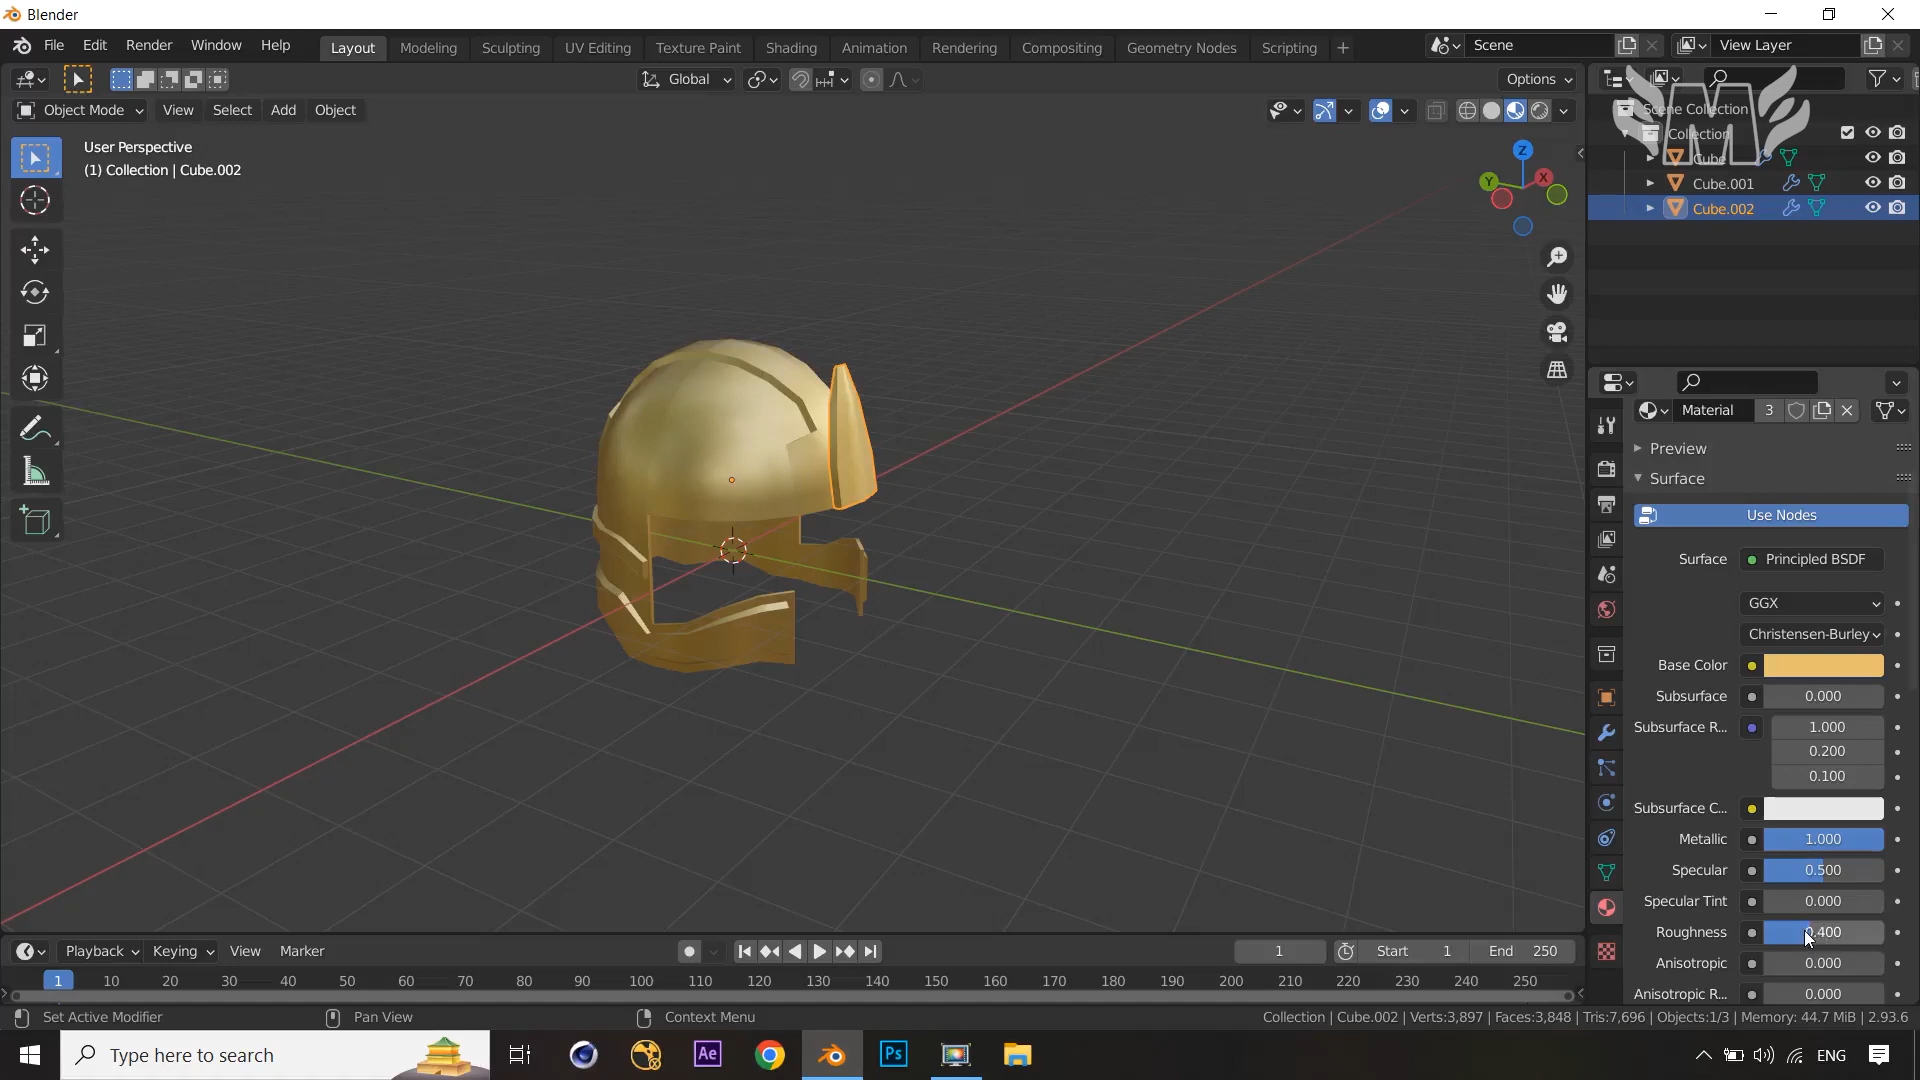 Blender
File Edit Render Window Help Layout Modeling Sculpting UV Editing Texture Paint Shading Animation Rendering Compositing Geometry Nodes Scripting + Scene View Layer
Global Options
Object Mode View Select Add Object
Scene Collection
Collection
Cube
Cube.001
Cube.002
User Perspective
(1) Collection | Cube.002
Z
Y
X
M
Material 3
Preview
Surface
Use Nodes
Surface Principled BSDF
GGX
Christensen-Burley
Base Color
Subsurface 0.000
Subsurface R... 1.000
0.200
0.100
Subsurface C...
Metallic 1.000
Specular 0.500
Specular Tint 0.000
Roughness 0.400
Anisotropic 0.000
Anisotropic R... 0.000
Playback Keying View Marker 1 Start 1 End 250
1 10 20 30 40 50 60 70 80 90 100 110 120 130 140 150 160 170 180 190 200 210 220 230 240 250
Set Active Modifier Pan View Context Menu Collection | Cube.002 | Verts:3,897 | Faces:3,848 | Tris:7,696 | Objects:1/3 | Memory: 44.7 MiB | 2.93.6
Type here to search Ae Ps ENG